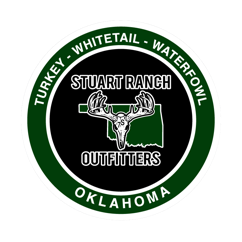 TURKEY - WHITETAIL - WATERFOWL
STUART RANCH
OUTFITTERS
OKLAHOMA